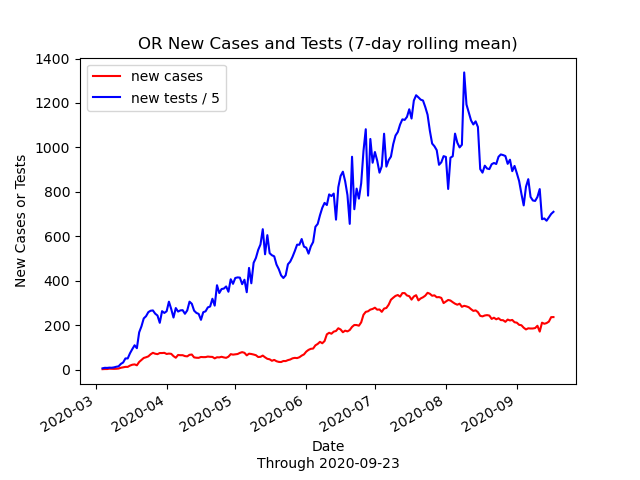 OR New Cases and Tests (7-day rolling mean)
new cases
new tests / 5
New Cases or Tests
1400
1200
1000
800
600
400
200
0
2020-03
2020-04
2020-05
2020-06
2020-07
2020-08
2020-09
Date
Through 2020-09-23